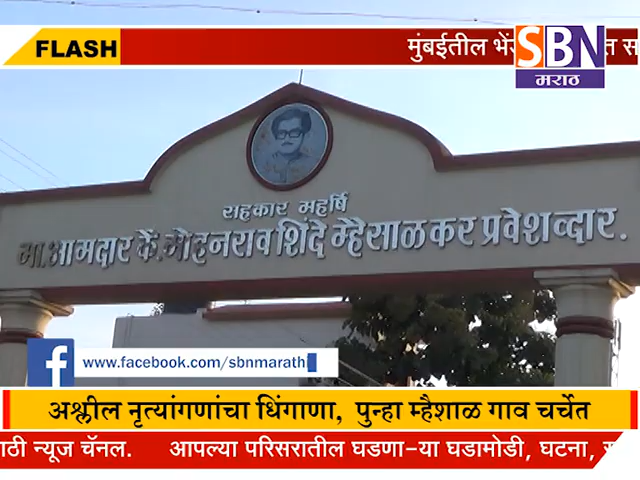 FLASH
मुंबईतील भें
SBN
मराठ
सहकार महर्षि
मा.आमदार कै.मोहनराव शिंदे म्हैसाळकर प्रवेशव्दार.
www.facebook.com/sbnmarath
अश्लील नृत्यांगणांचा धिंगाणा, पुन्हा म्हैशाळ गाव चर्चेत
ाठी न्यूज चॅनल. आपल्या परिसरातील घडणा-या घडामोडी, घटना,